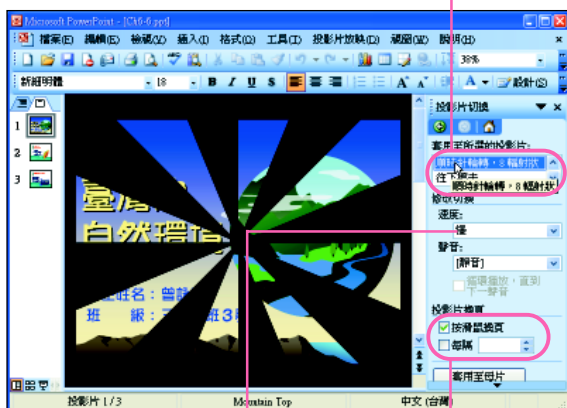 Microsoft PowerPoint - [Ch6-6.ppt]
檔案(F) 編輯(E) 檢視(V) 插入(I) 格式(O) 工具(T) 投影片放映(D) 視窗(W) 說明(H)
38%
新細明體 18 B I U S A A A 設計(S)
投影片切換
套用至所選的投影片:
順時針輪轉，8 輻射狀
順時針輪轉，8 輻射狀
修改切換
速度:
慢
聲音:
[靜音]
循環播放，直到
下一聲音
投影片換頁
按滑鼠換頁
每隔
套用至母片
1
2
3
臺灣
自然環境
姓名：曾
班 級：三 班3
投影片 1 / 3 Mountain Top 中文 (台灣)